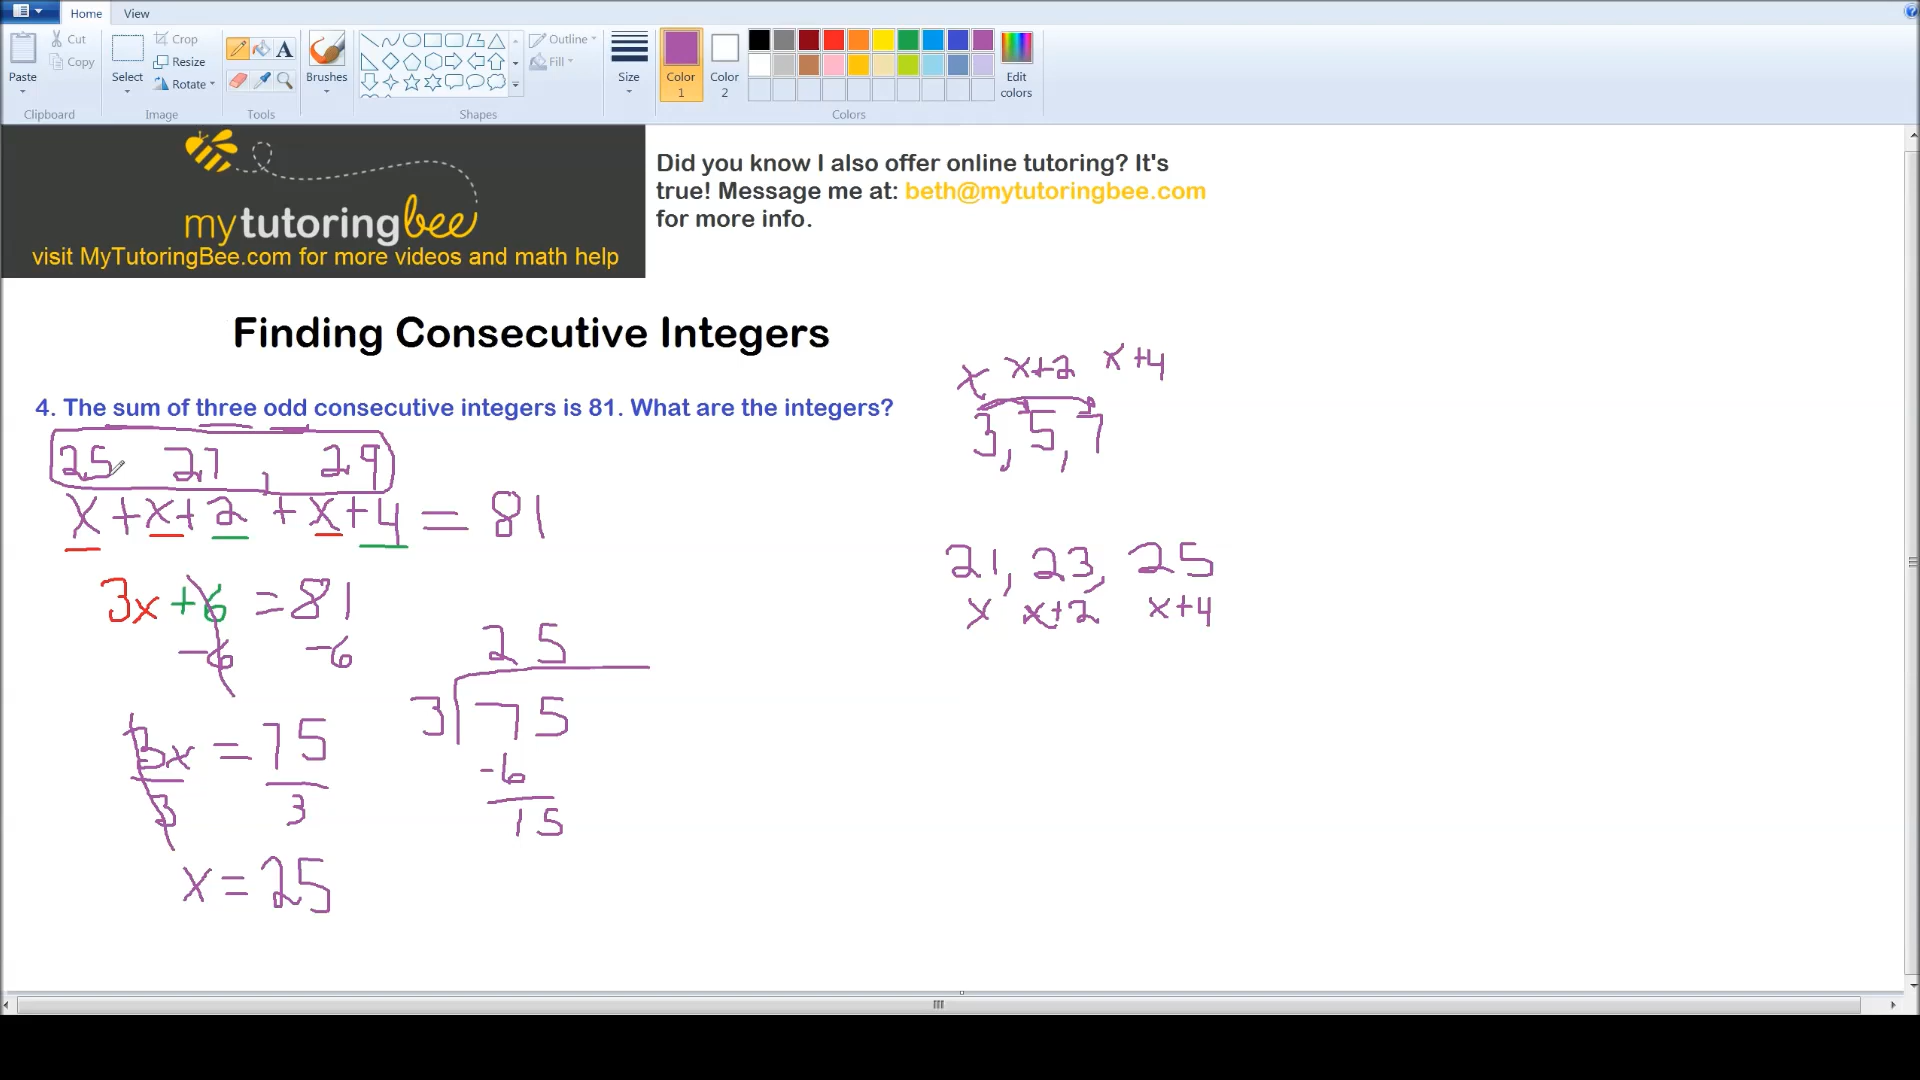 Home View
Cut
Copy
Paste
Clipboard
Select
Crop
Resize
Rotate
Image
Tools
Brushes
Shapes
Outline
Fill
Size
Color 1
Color 2
Edit colors
Colors
mytutoringbee
visit MyTutoringBee.com for more videos and math help
Did you know I also offer online tutoring? It's
true! Message me at: beth@mytutoringbee.com
for more info.
Finding Consecutive Integers
4. The sum of three odd consecutive integers is 81. What are the integers?
25, 27, 29
x + x + 2 + x + 4 = 81
3x + 6 = 81
-6 -6
3x = 75
3 3
x = 25
25
3 75
-6
15
x x+2 x+4
3, 5, 7
21, 23, 25
x x+2 x+4